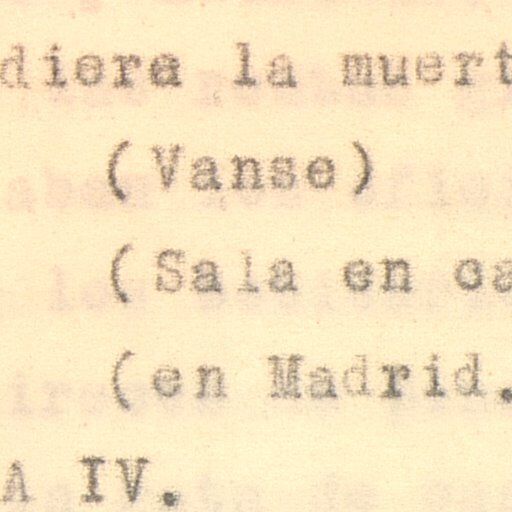 diera la muert
(Vanse)
(Sala en ca
(en Madrid.
A IV.